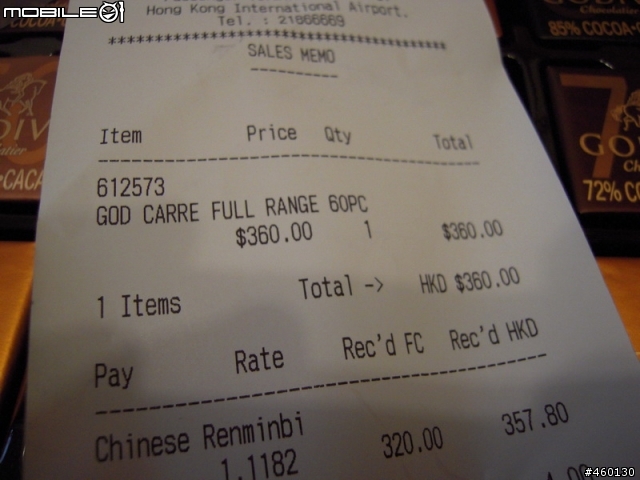 MOBILE01
Hong Kong International Airport.
Tel. : 21866669
SALES MEMO
Item Price Qty Total
612573
GOD CARRE FULL RANGE 60PC
$360.00 1 $360.00
1 Items Total -> HKD $360.00
Pay Rate Rec'd FC Rec'd HKD
Chinese Renminbi 320.00 357.80
1.1182
85% COCOA
72%
#460130